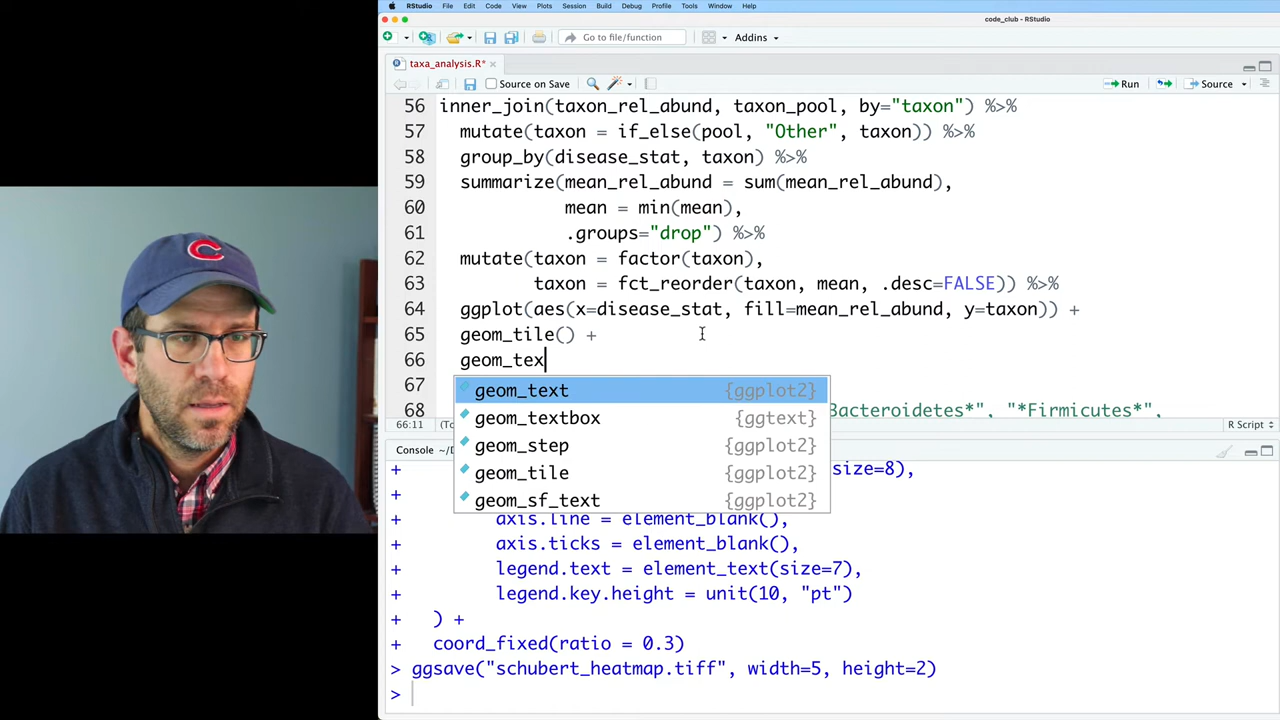 RStudio File Edit Code View Plots Session Build Debug Profile Tools Window Help
code_club - RStudio
Go to file/function Addins
taxa_analysis.R*
Source on Save Run Source
56 inner_join(taxon_rel_abund, taxon_pool, by="taxon") %>%
57 mutate(taxon = if_else(pool, "Other", taxon)) %>%
58 group_by(disease_stat, taxon) %>%
59 summarize(mean_rel_abund = sum(mean_rel_abund),
60 mean = min(mean),
61 .groups="drop") %>%
62 mutate(taxon = factor(taxon),
63 taxon = fct_reorder(taxon, mean, .desc=FALSE)) %>%
64 ggplot(aes(x=disease_stat, fill=mean_rel_abund, y=taxon)) +
65 geom_tile() +
66 geom_tex
geom_text {ggplot2}
67
geom_textbox {ggtext}
68 Bacteroidetes*", "*Firmicutes*",
66:11 R Script
geom_step {ggplot2}
Console
geom_tile {ggplot2}
+ size=8),
geom_sf_text {ggplot2}
+
+ axis.line = element_blank(),
+ axis.ticks = element_blank(),
+ legend.text = element_text(size=7),
+ legend.key.height = unit(10, "pt")
+ ) +
+ coord_fixed(ratio = 0.3)
> ggsave("schubert_heatmap.tiff", width=5, height=2)
>
C